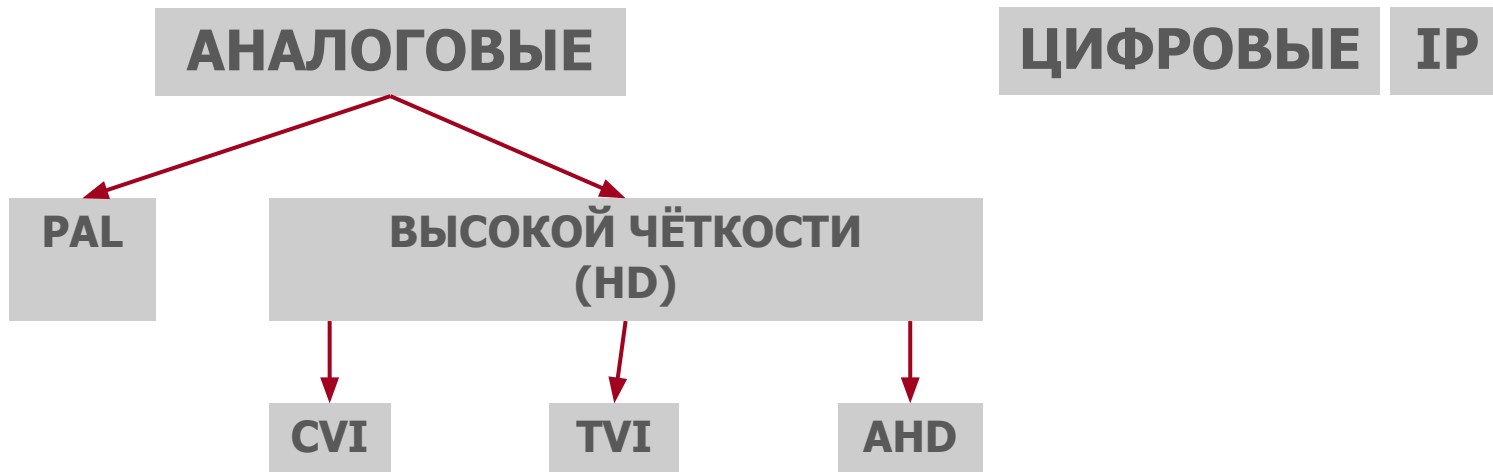 АНАЛОГОВЫЕ
ЦИФРОВЫЕ IP
PAL
ВЫСОКОЙ ЧЁТКОСТИ
(HD)
CVI
TVI
AHD